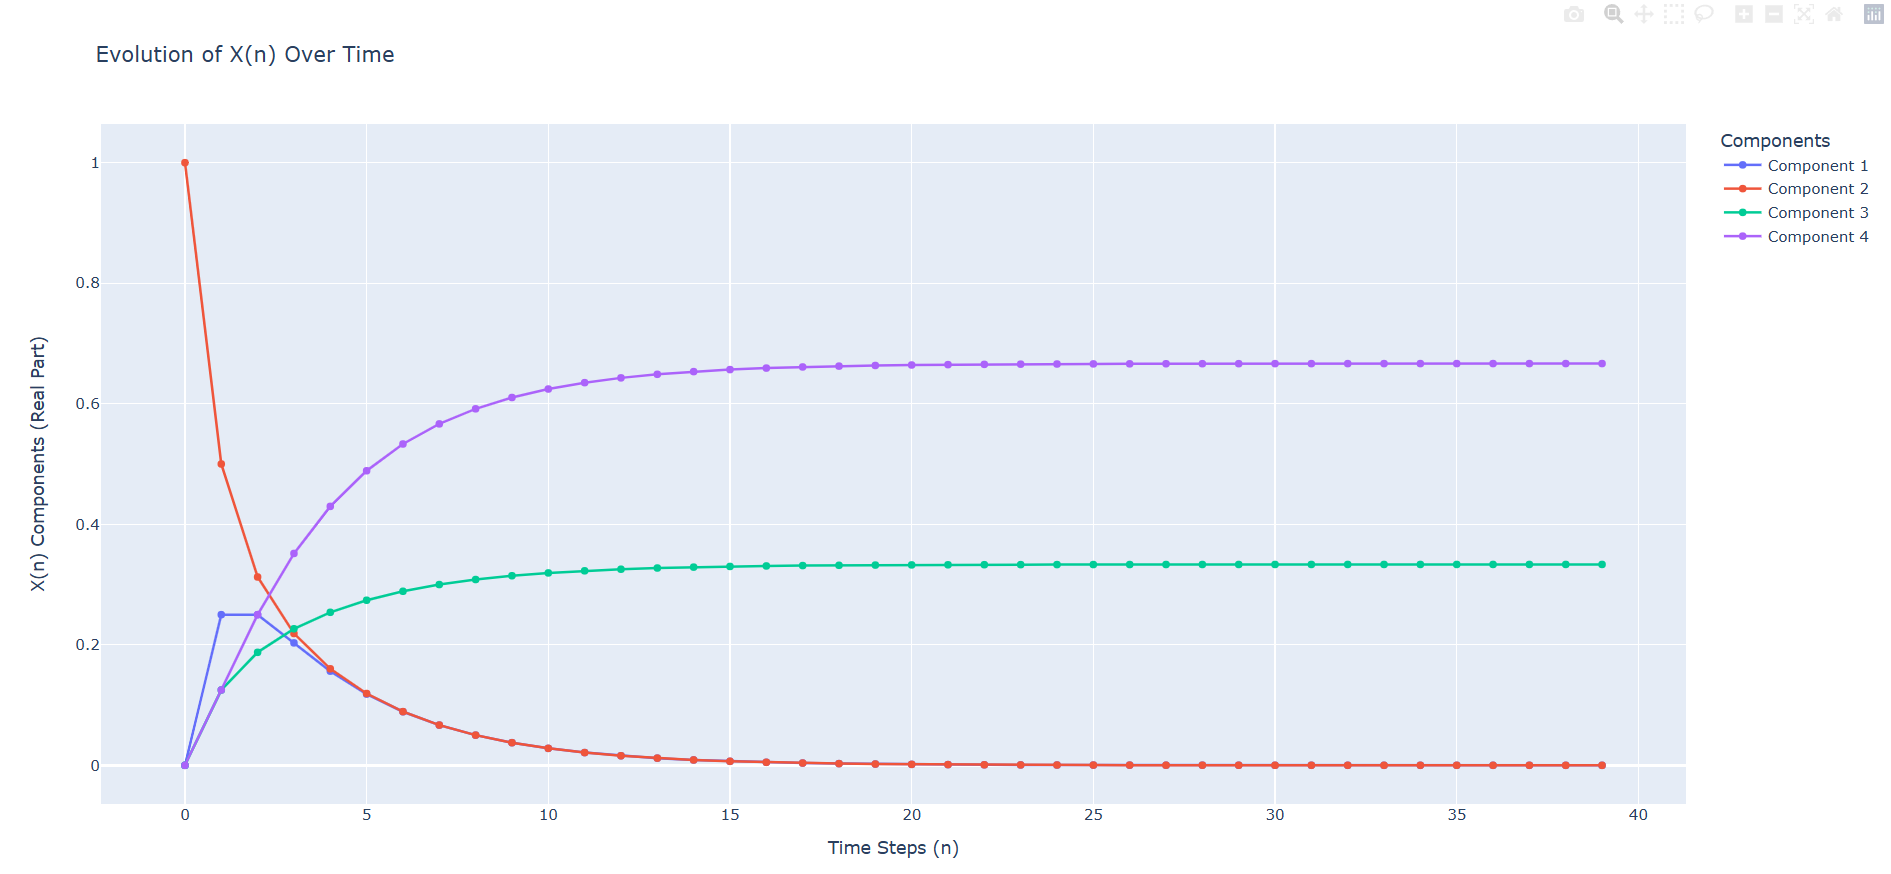 Evolution of X(n) Over Time
Components
Component 1
Component 2
Component 3
Component 4
X(n) Components (Real Part)
1
0.8
0.6
0.4
0.2
0
0 5 10 15 20 25 30 35 40
Time Steps (n)